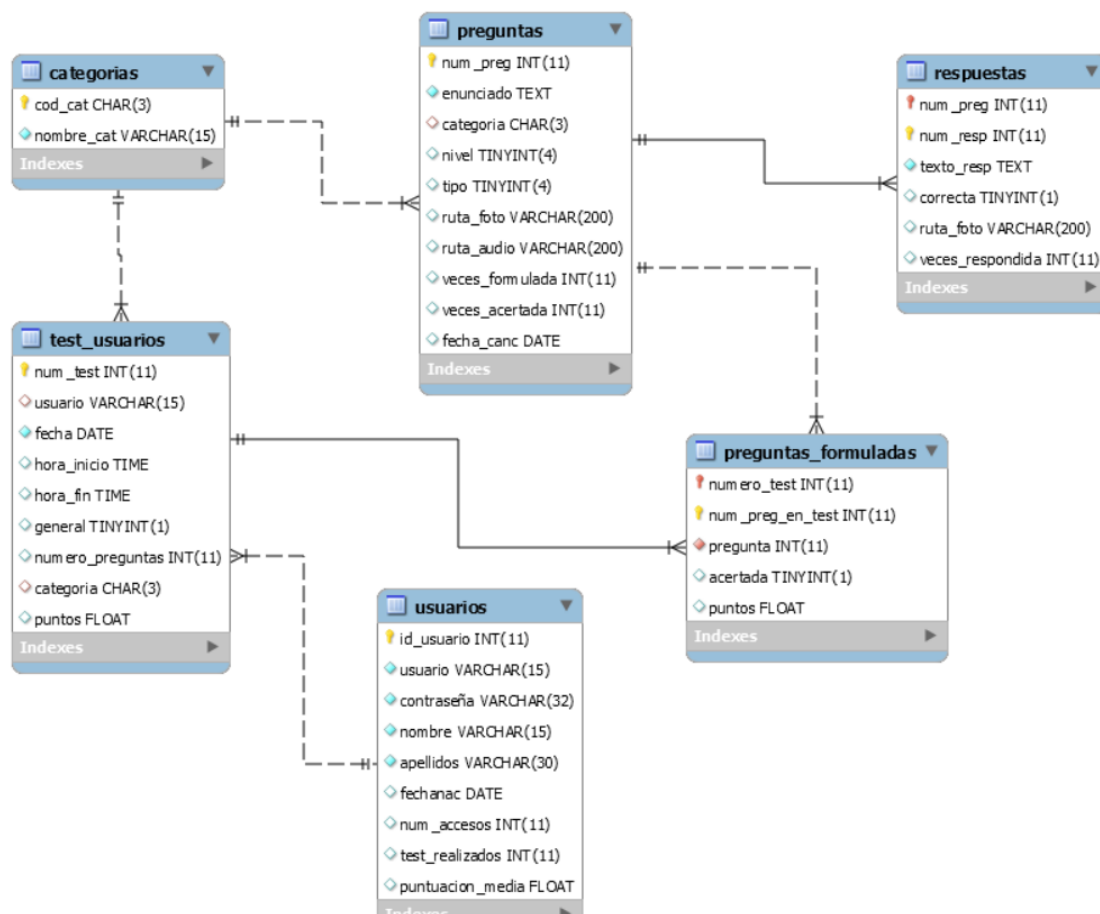 categorias
cod_cat CHAR(3)
nombre_cat VARCHAR(15)
Indexes
preguntas
num_preg INT(11)
enunciado TEXT
categoria CHAR(3)
nivel TINYINT(4)
tipo TINYINT(4)
ruta_foto VARCHAR(200)
ruta_audio VARCHAR(200)
veces_formulada INT(11)
veces_acertada INT(11)
fecha_canc DATE
Indexes
respuestas
num_preg INT(11)
num_resp INT(11)
texto_resp TEXT
correcta TINYINT(1)
ruta_foto VARCHAR(200)
veces_respondida INT(11)
Indexes
test_usuarios
num_test INT(11)
usuario VARCHAR(15)
fecha DATE
hora_inicio TIME
hora_fin TIME
general TINYINT(1)
numero_preguntas INT(11)
categoria CHAR(3)
puntos FLOAT
Indexes
preguntas_formuladas
numero_test INT(11)
num_preg_en_test INT(11)
pregunta INT(11)
acertada TINYINT(1)
puntos FLOAT
Indexes
usuarios
id_usuario INT(11)
usuario VARCHAR(15)
contraseña VARCHAR(32)
nombre VARCHAR(15)
apellidos VARCHAR(30)
fechanac DATE
num_accesos INT(11)
test_realizados INT(11)
puntuacion_media FLOAT
Indexes